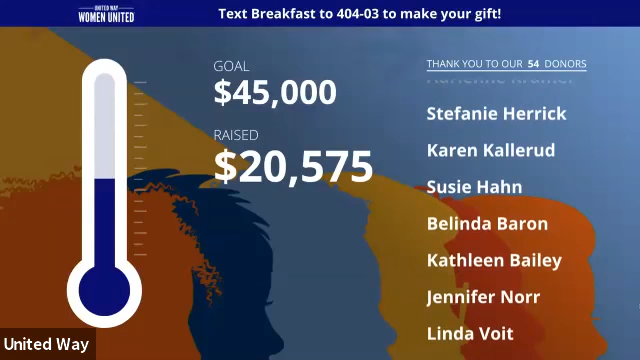 UNITED WAY
WOMEN UNITED
Text Breakfast to 404-03 to make your gift!
GOAL
$45,000
RAISED
$20,575
THANK YOU TO OUR 54 DONORS
Stefanie Herrick
Karen Kallerud
Susie Hahn
Belinda Baron
Kathleen Bailey
Jennifer Norr
Linda Voit
United Way